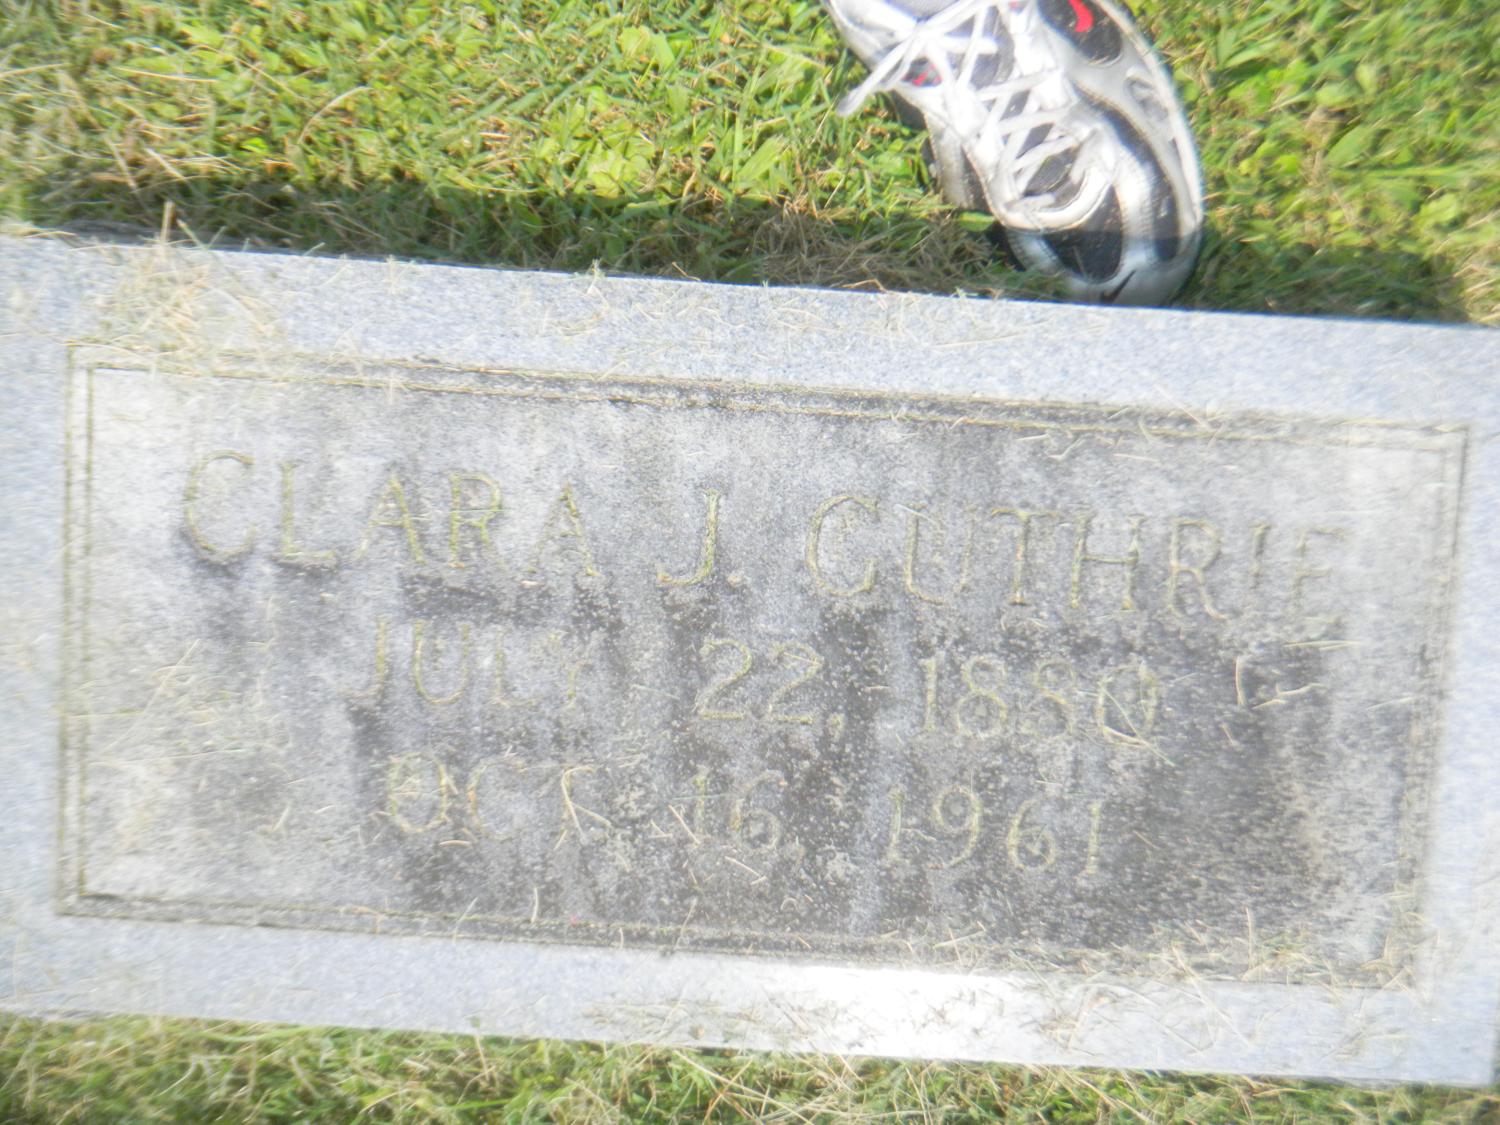 CLARA J. GUTHRIE
JULY 22, 1880
OCT. 16, 1961